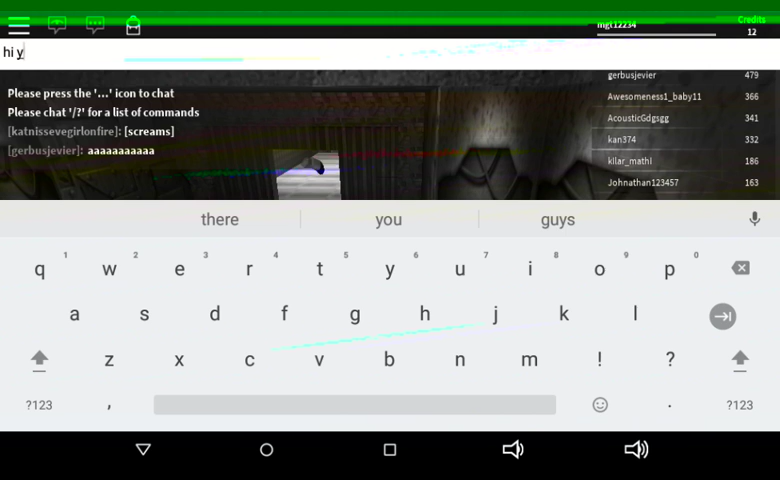 mgt12234
Credits
12
hi y
gerbusjevier 479
Please press the '...' icon to chat
Awesomeness1_baby11 366
Please chat '/?' for a list of commands
AcousticGdgsgg 341
[katnissevegirlonfire]: [screams]
kan374 332
[gerbusjevier]: aaaaaaaaaaa
kilar_mathl 186
Johnathan123457 163
there you guys
1 2 3 4 5 6 7 8 9 0
q w e r t y u i o p
a s d f g h j k l
z x c v b n m ! ?
?123 , . ?123